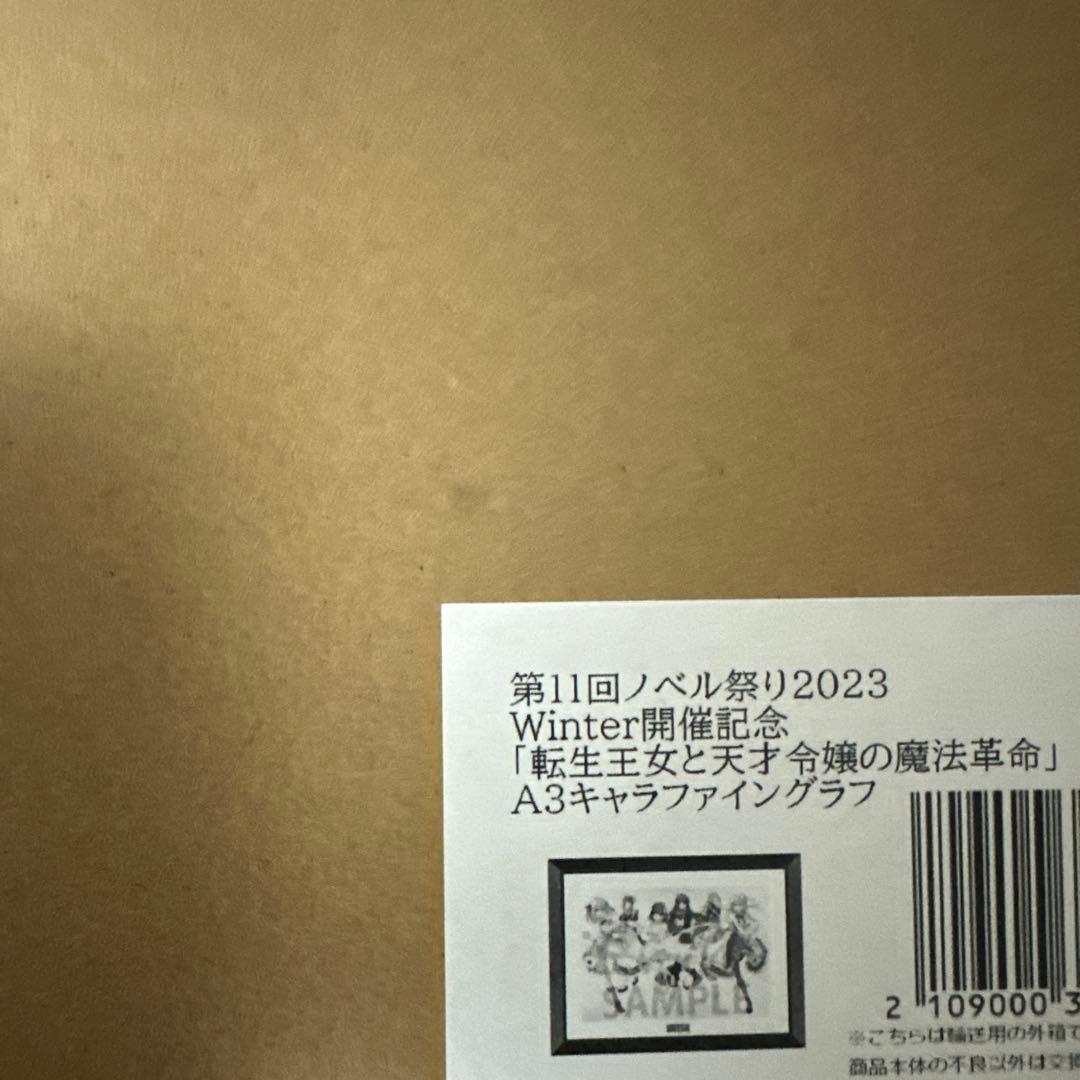 第11回ノベル祭り2023
Winter開催記念
「転生王女と天才令嬢の魔法革命」
A3キャラファイングラフ
SAMPLE
2 109000 3
※こちらは輸送用の外箱で
商品本体の不良以外は交換